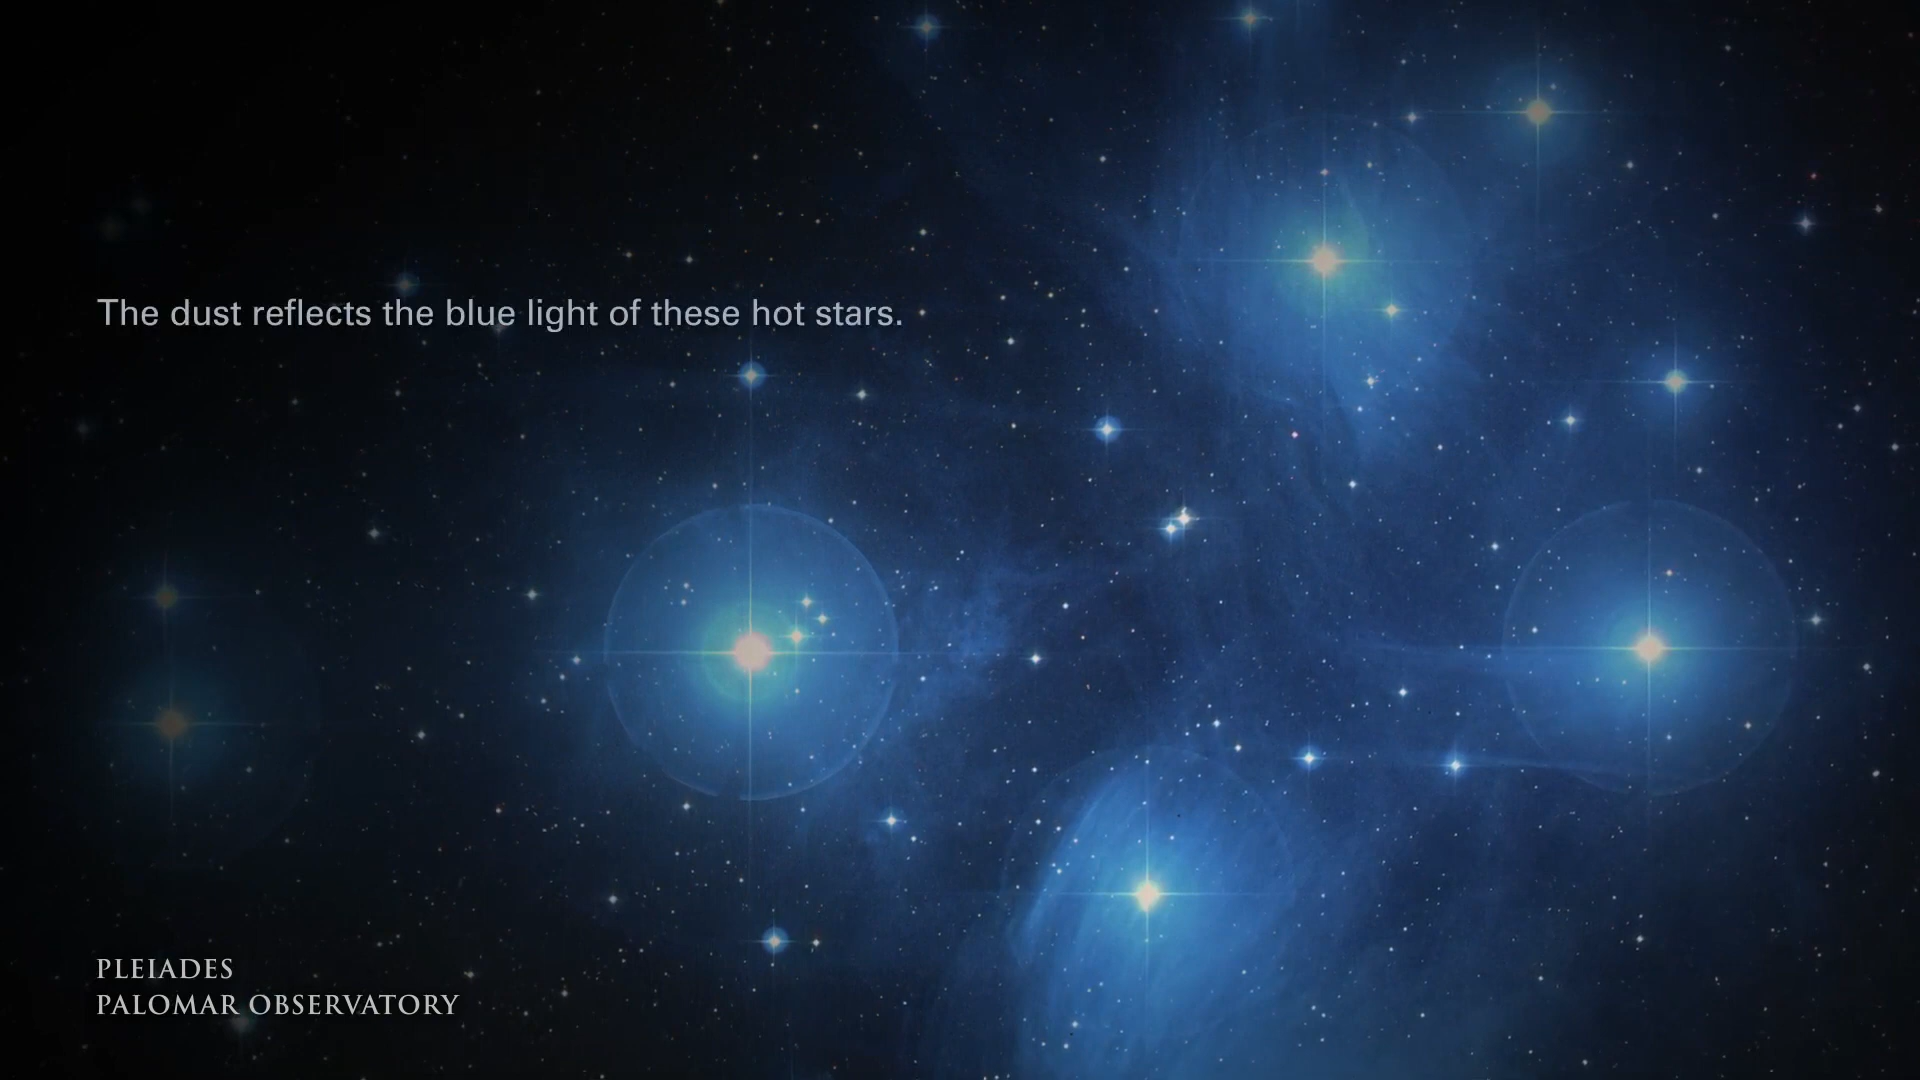 The dust reflects the blue light of these hot stars.
PLEIADES
PALOMAR OBSERVATORY